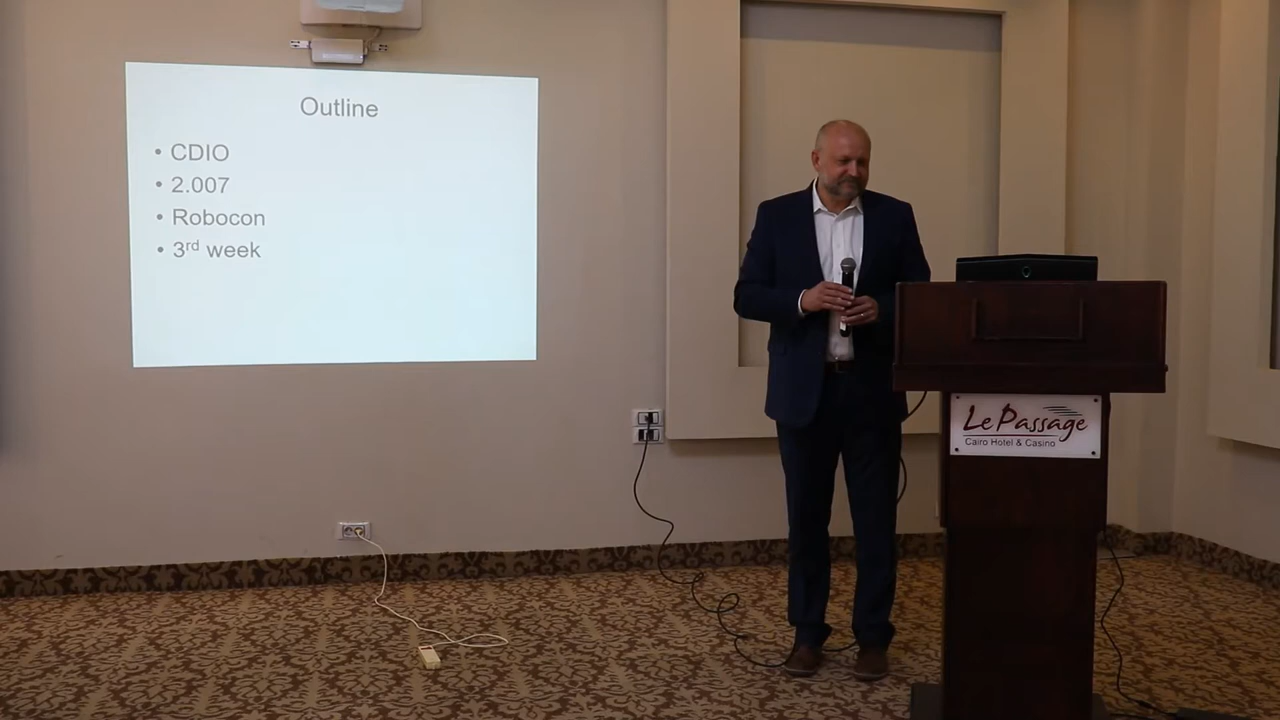 Outline
• CDIO
• 2.007
• Robocon
• 3rd week
Le Passage
Cairo Hotel & Casino